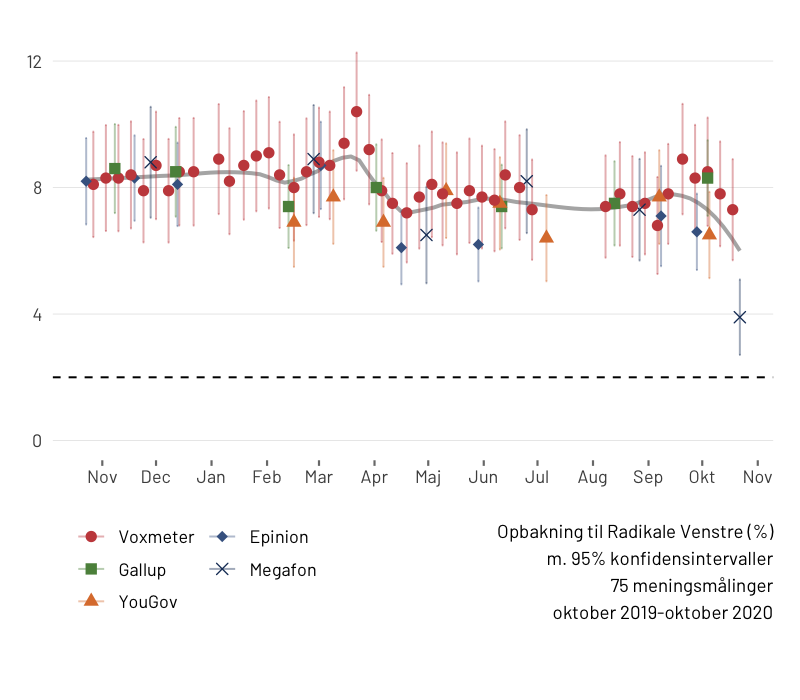 12
8
4
0
Nov Dec Jan Feb Mar Apr Maj Jun Jul Aug Sep Okt Nov
Voxmeter Epinion
Gallup Megafon
YouGov
Opbakning til Radikale Venstre (%)
m. 95% konfidensintervaller
75 meningsmålinger
oktober 2019-oktober 2020